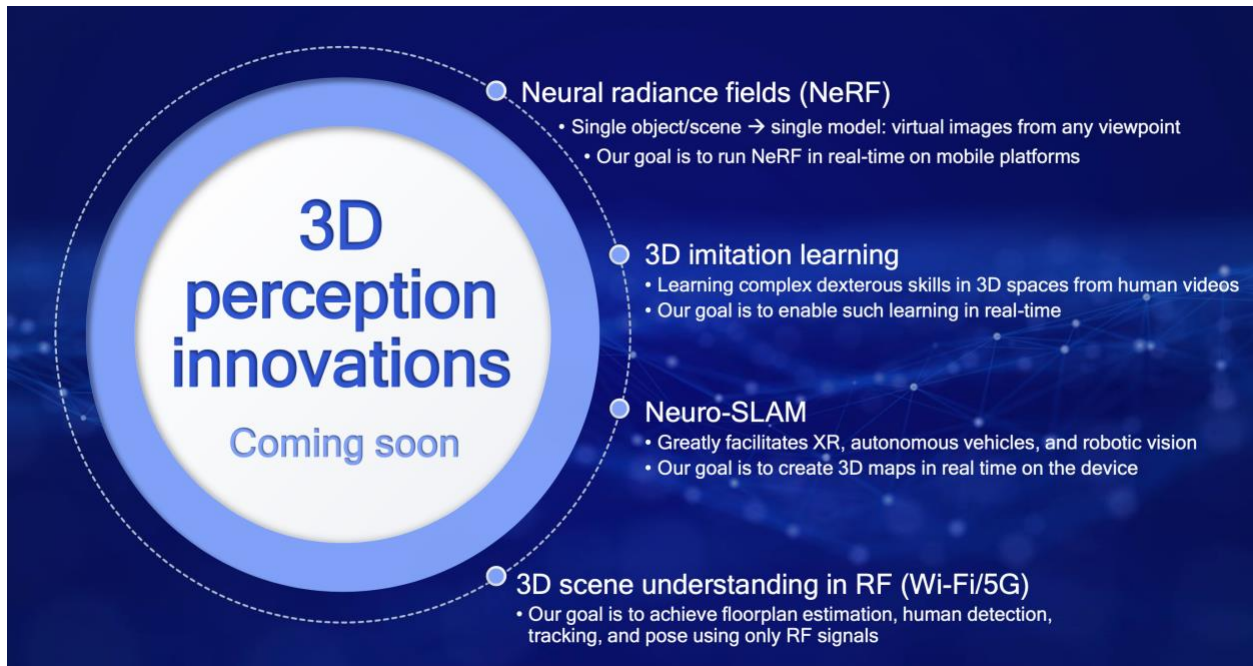 3D
perception
innovations
Coming soon
Neural radiance fields (NeRF)
• Single object/scene → single model: virtual images from any viewpoint
• Our goal is to run NeRF in real-time on mobile platforms
3D imitation learning
• Learning complex dexterous skills in 3D spaces from human videos
• Our goal is to enable such learning in real-time
Neuro-SLAM
• Greatly facilitates XR, autonomous vehicles, and robotic vision
• Our goal is to create 3D maps in real time on the device
3D scene understanding in RF (Wi-Fi/5G)
• Our goal is to achieve floorplan estimation, human detection,
tracking, and pose using only RF signals